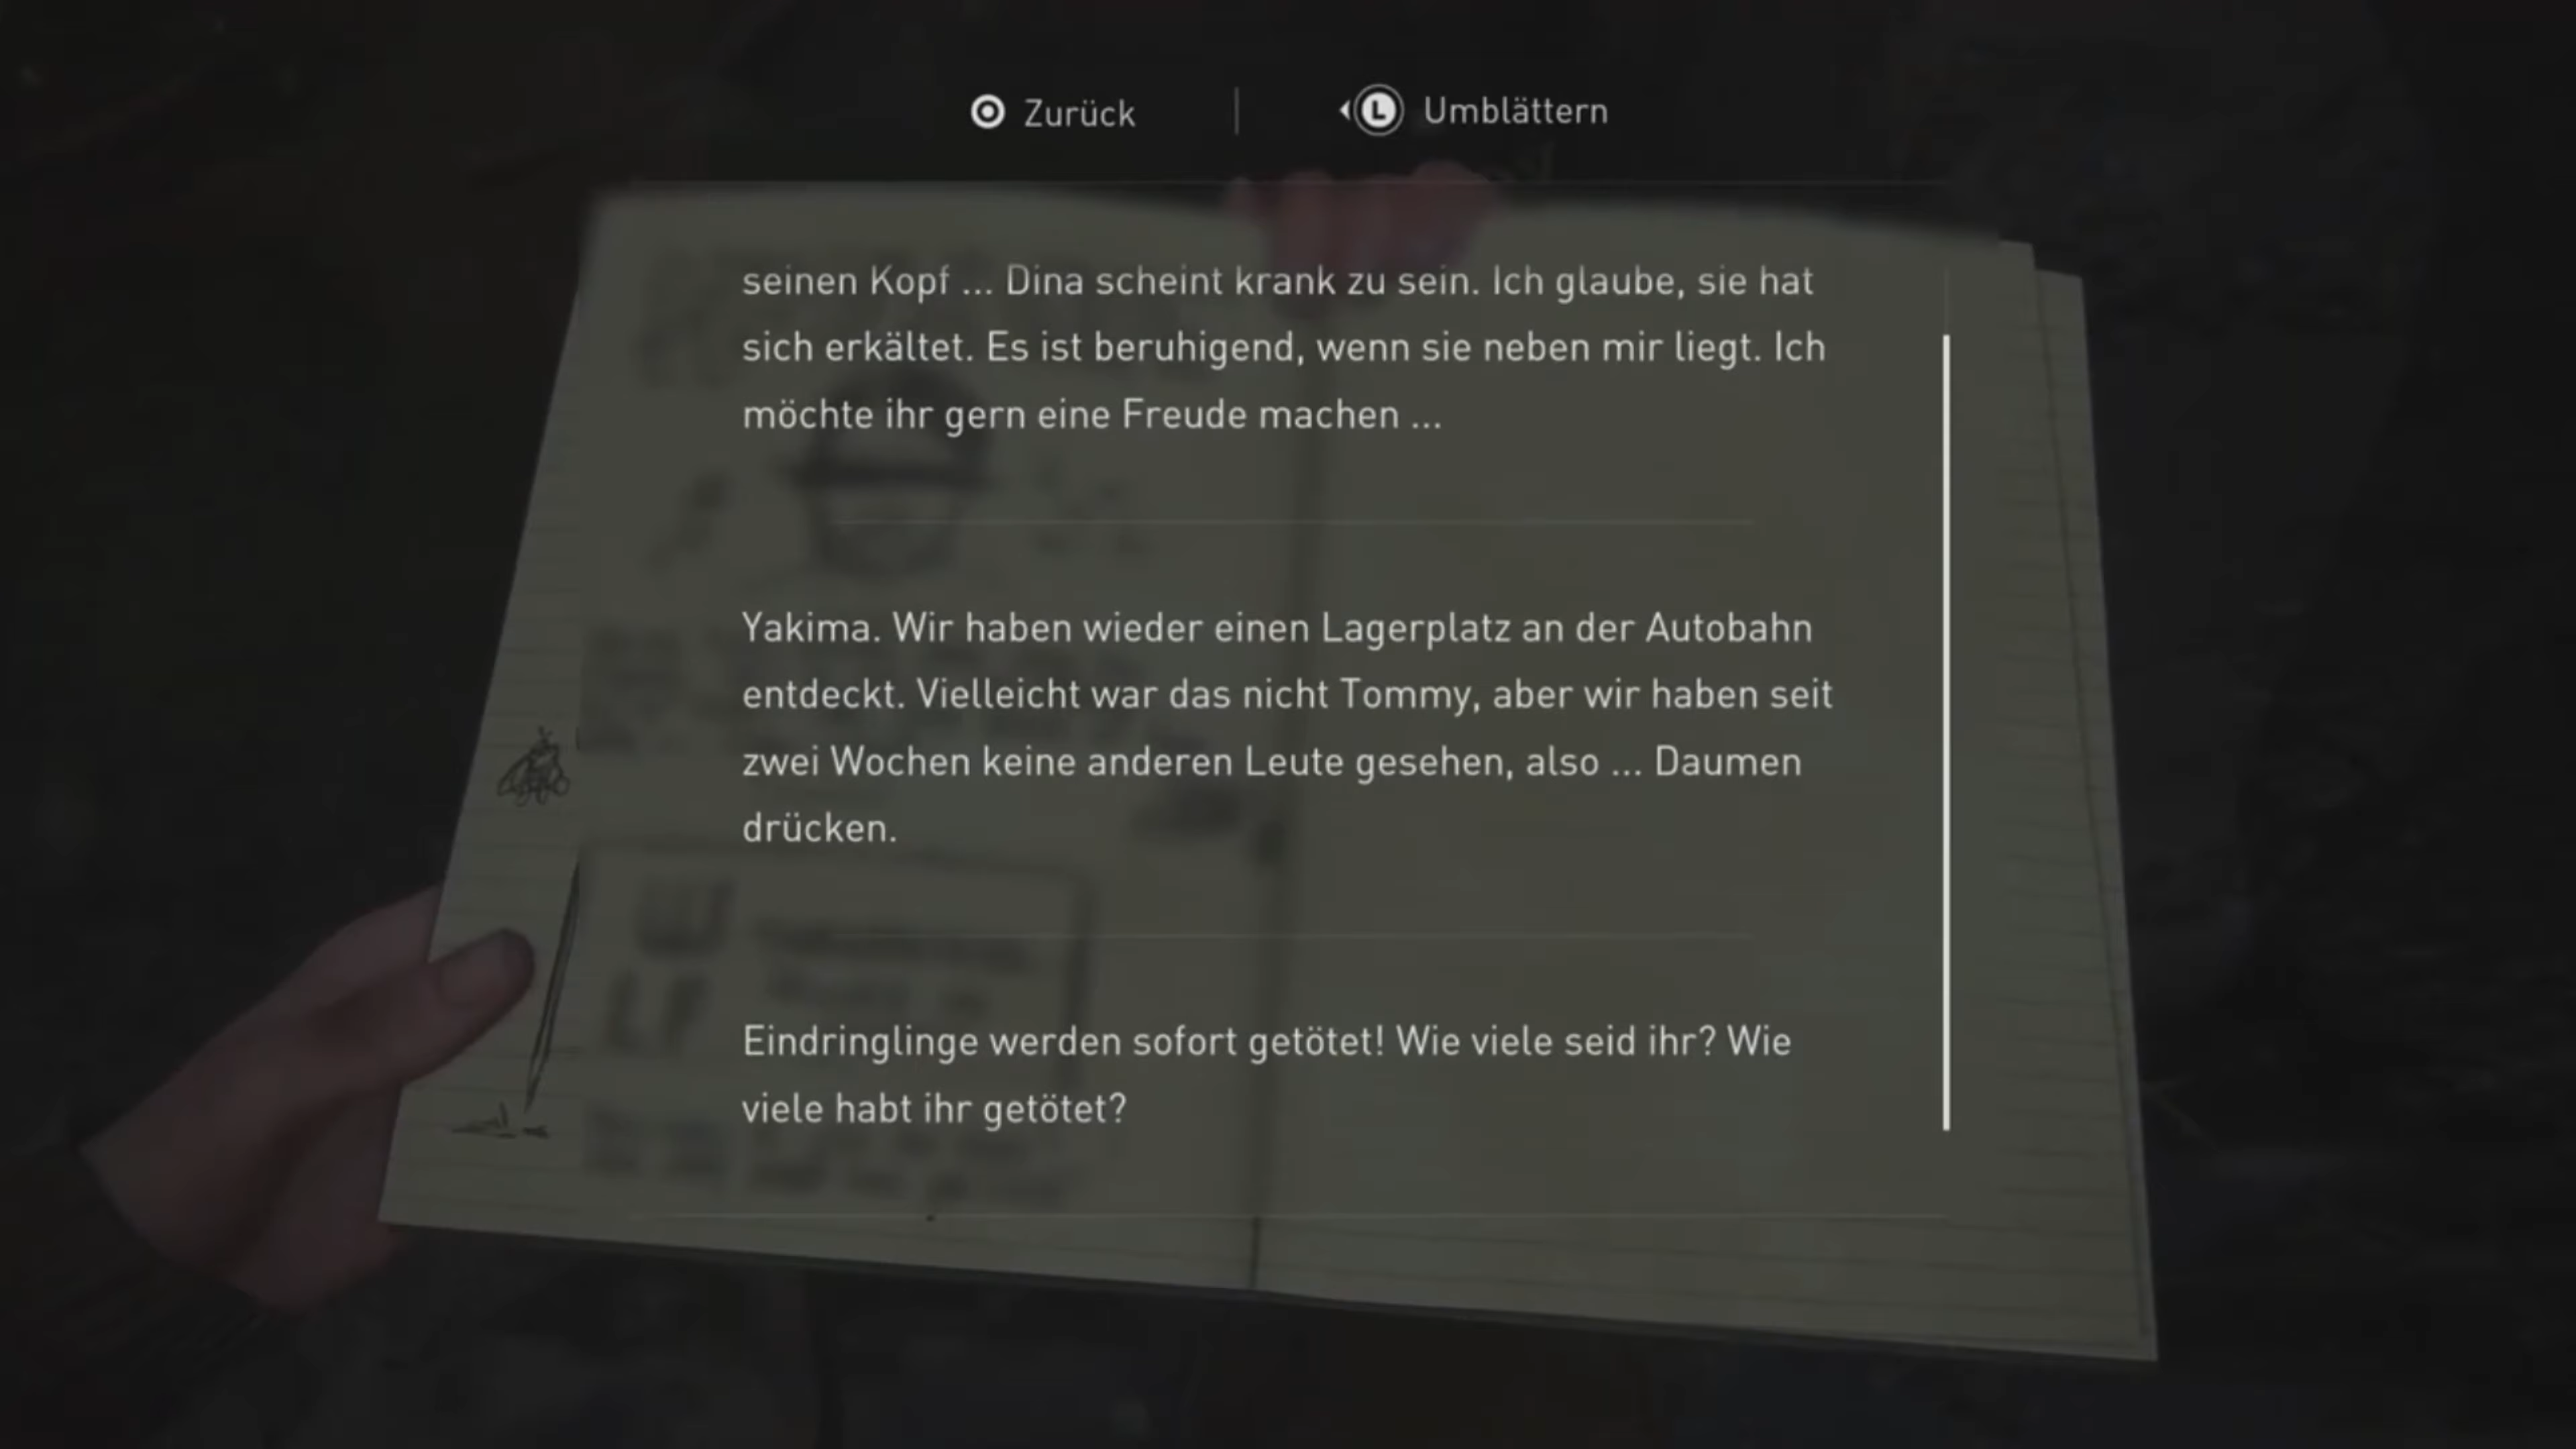 Zurück
L Umblättern
seinen Kopf ... Dina scheint krank zu sein. Ich glaube, sie hat
sich erkältet. Es ist beruhigend, wenn sie neben mir liegt. Ich
möchte ihr gern eine Freude machen ...
Yakima. Wir haben wieder einen Lagerplatz an der Autobahn
entdeckt. Vielleicht war das nicht Tommy, aber wir haben seit
zwei Wochen keine anderen Leute gesehen, also ... Daumen
drücken.
Eindringlinge werden sofort getötet! Wie viele seid ihr? Wie
viele habt ihr getötet?